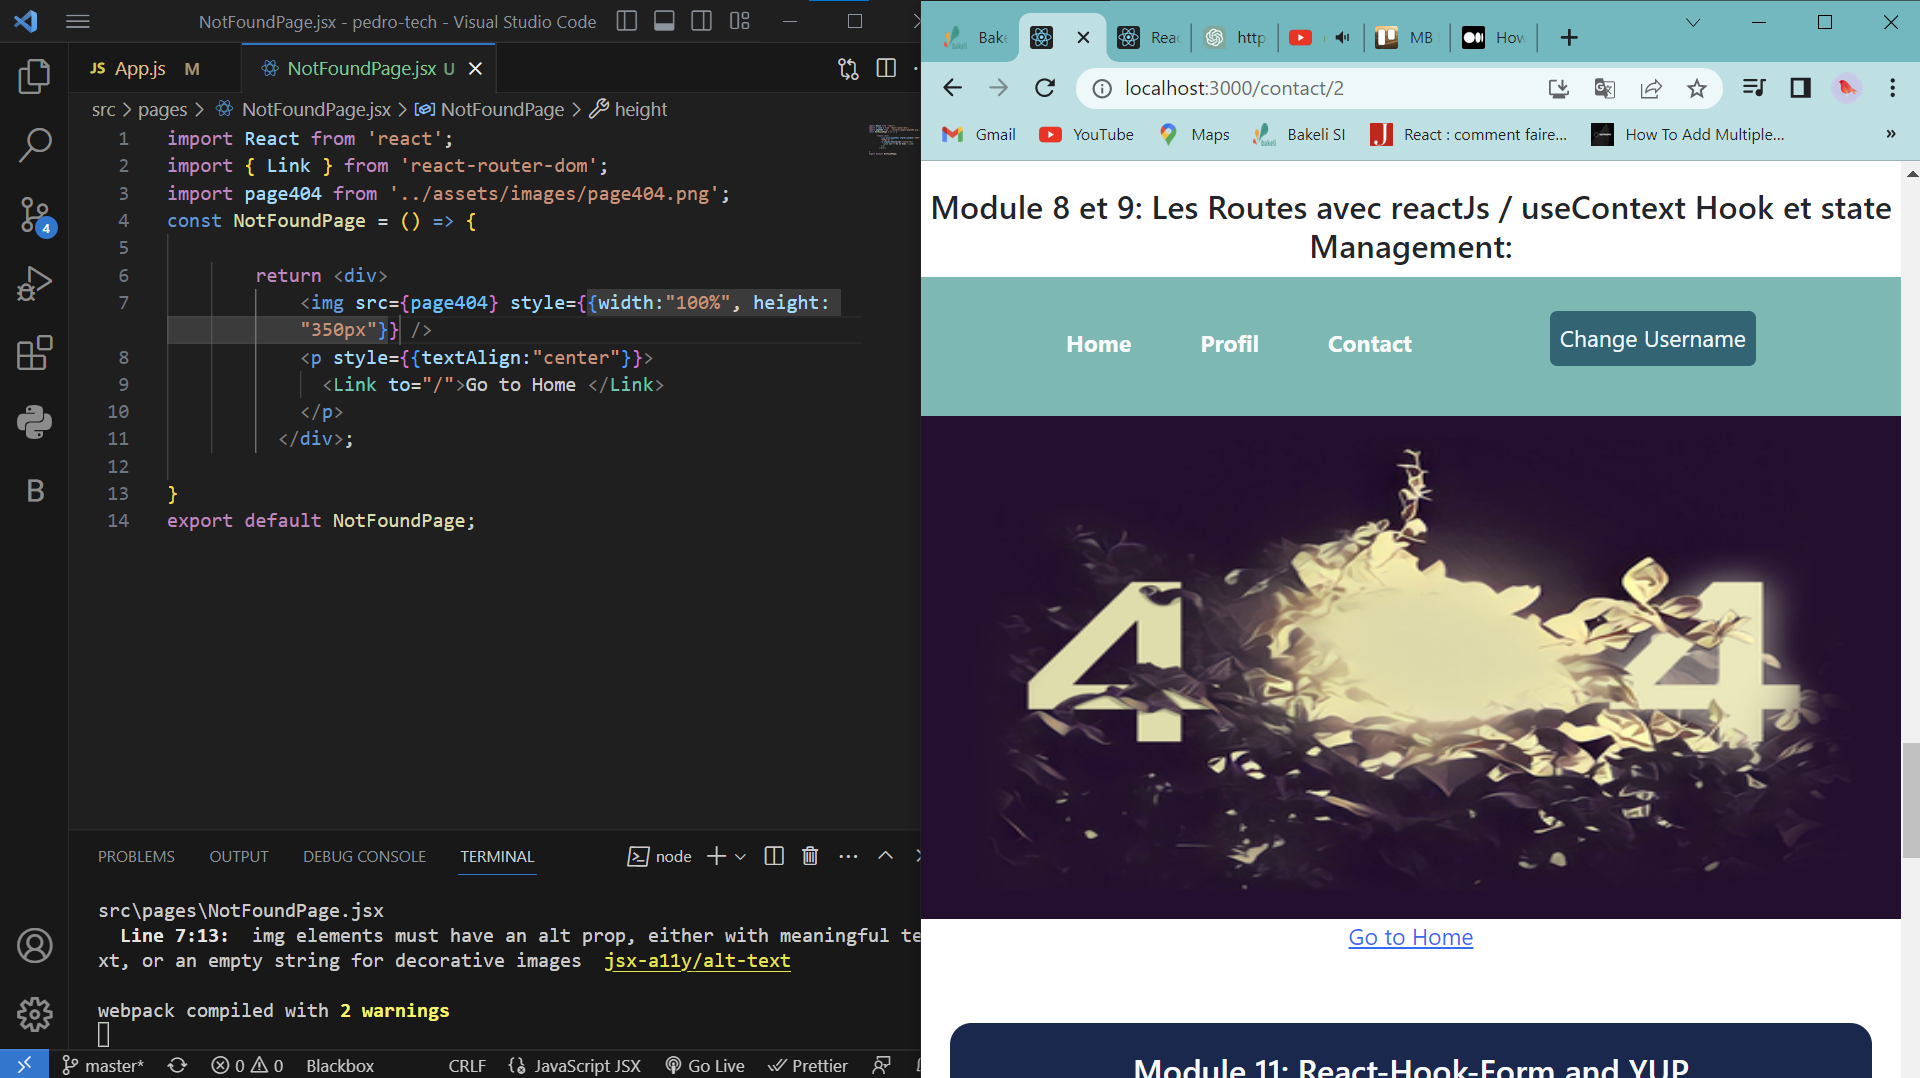 NotFoundPage.jsx - pedro-tech - Visual Studio Code
JS App.js M
NotFoundPage.jsx U
src > pages > NotFoundPage.jsx > NotFoundPage > height
1 import React from 'react';
2 import { Link } from 'react-router-dom';
3 import page404 from '../assets/images/page404.png';
4 const NotFoundPage = () => {
5
6 return <div>
7 <img src={page404} style={{width:"100%", height:
"350px"}} />
8 <p style={{textAlign:"center"}}>
9 <Link to="/">Go to Home </Link>
10 </p>
11 </div>;
12
13 }
14 export default NotFoundPage;
4
B
PROBLEMS OUTPUT DEBUG CONSOLE TERMINAL node
src\pages\NotFoundPage.jsx
Line 7:13: img elements must have an alt prop, either with meaningful te
xt, or an empty string for decorative images jsx-a11y/alt-text
webpack compiled with 2 warnings
master* 0 0 Blackbox CRLF JavaScript JSX Go Live Prettier
Bake http MB How
localhost:3000/contact/2
Gmail YouTube Maps Bakeli SI React : comment faire... How To Add Multiple... »
Module 8 et 9: Les Routes avec reactJs / useContext Hook et state
Management:
Home Profil Contact Change Username
4 4
Go to Home
Module 11: React-Hook-Form and YUP